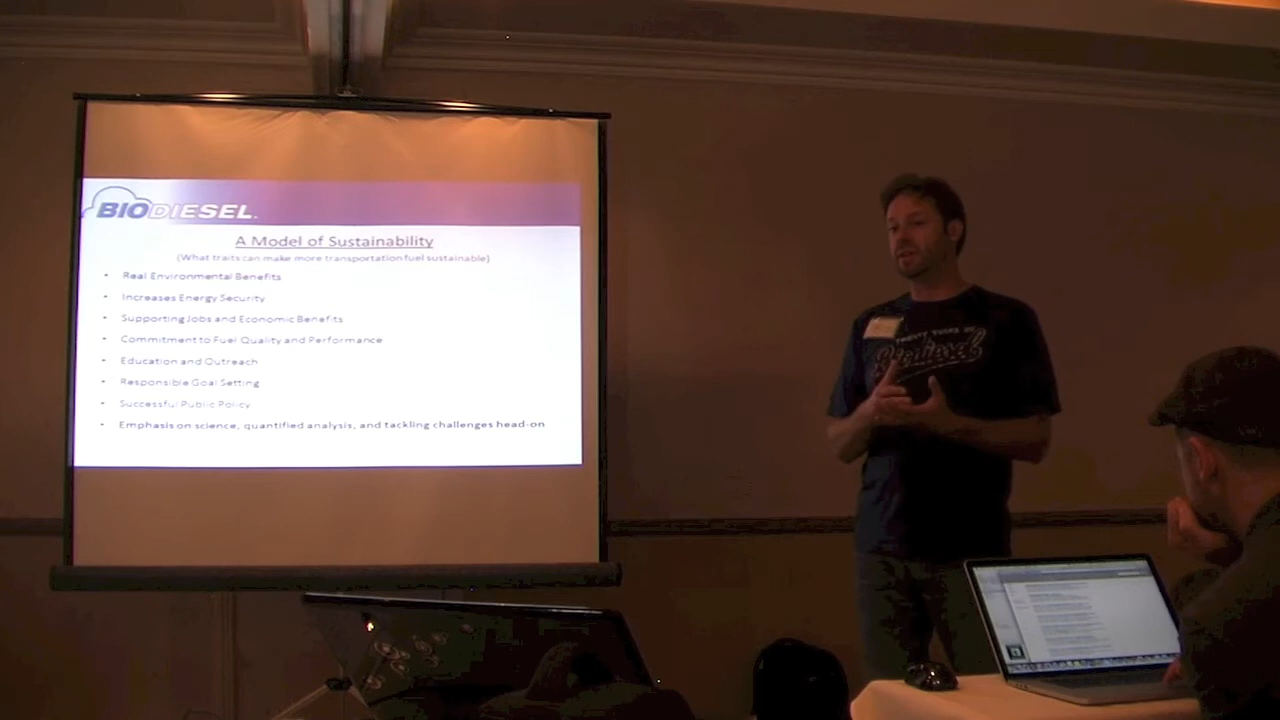 BIODIESEL
A Model of Sustainability
(What traits can make more transportation fuel sustainable)
• Real Environmental Benefits
• Increases Energy Security
• Supporting Jobs and Economic Benefits
• Commitment to Fuel Quality and Performance
• Education and Outreach
• Responsible Goal Setting
• Successful Public Policy
• Emphasis on science, quantified analysis, and tackling challenges head-on
Biodiesel